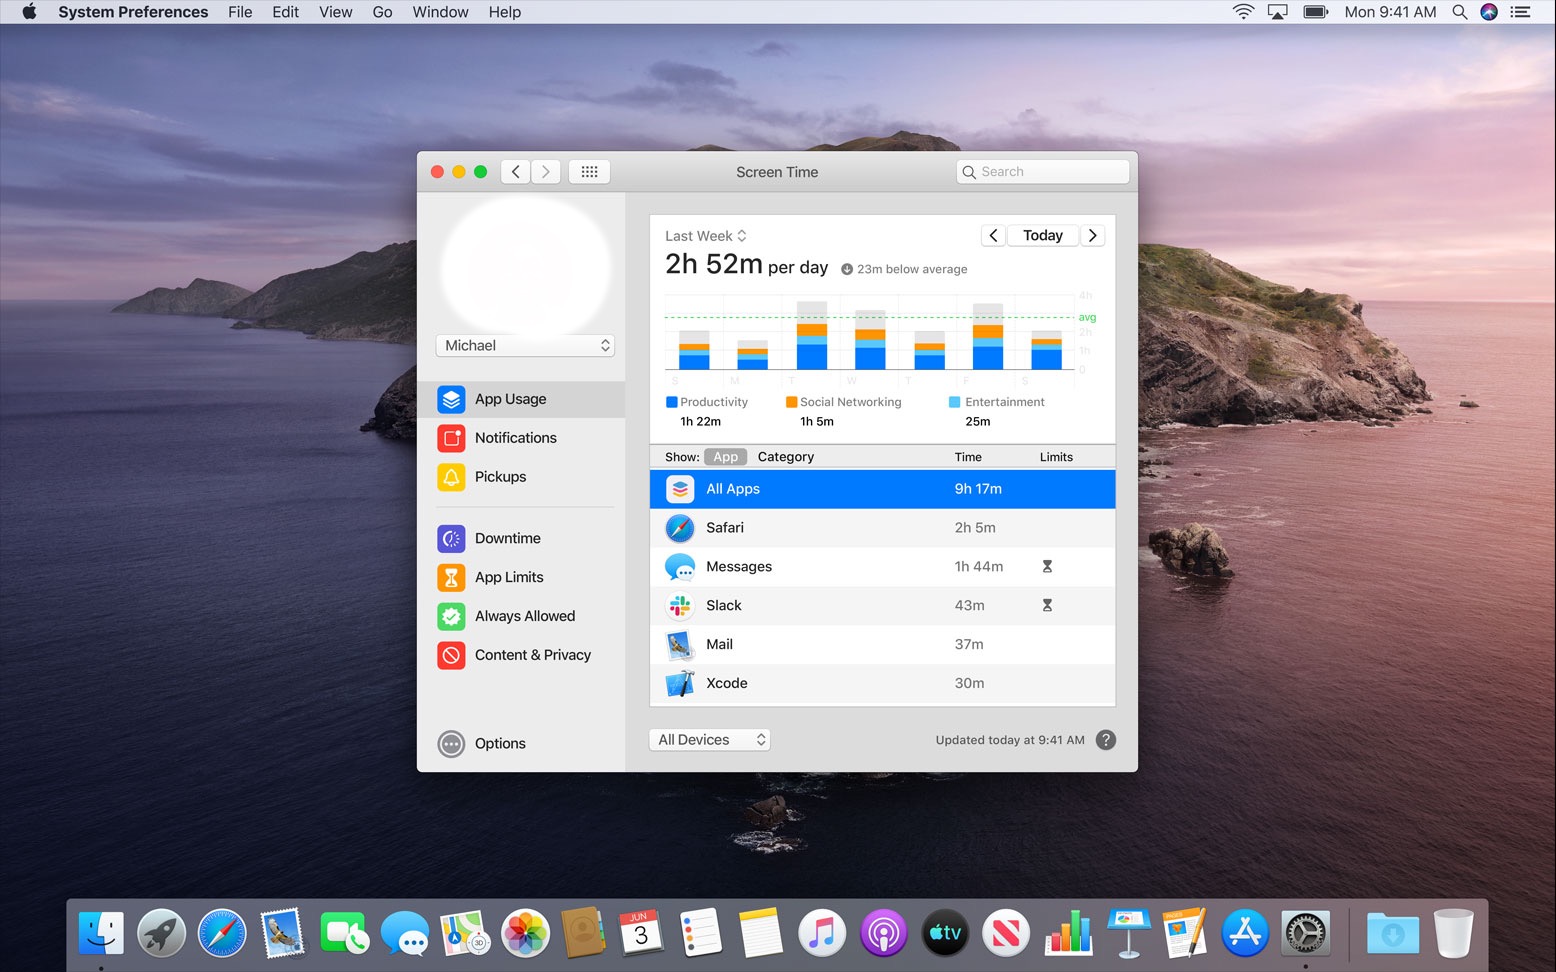 System Preferences File Edit View Go Window Help Mon 9:41 AM
Screen Time
Search
Michael
App Usage
Notifications
Pickups
Downtime
App Limits
Always Allowed
Content & Privacy
Options
Last Week
Today
2h 52m per day 23m below average
4h
avg
2h
1h
0
S M T W T F S
Productivity Social Networking Entertainment
1h 22m 1h 5m 25m
Show: App Category Time Limits
All Apps 9h 17m
Safari 2h 5m
Messages 1h 44m
Slack 43m
Mail 37m
Xcode 30m
All Devices
Updated today at 9:41 AM ?
3D
JUN
3
PAGES
tv